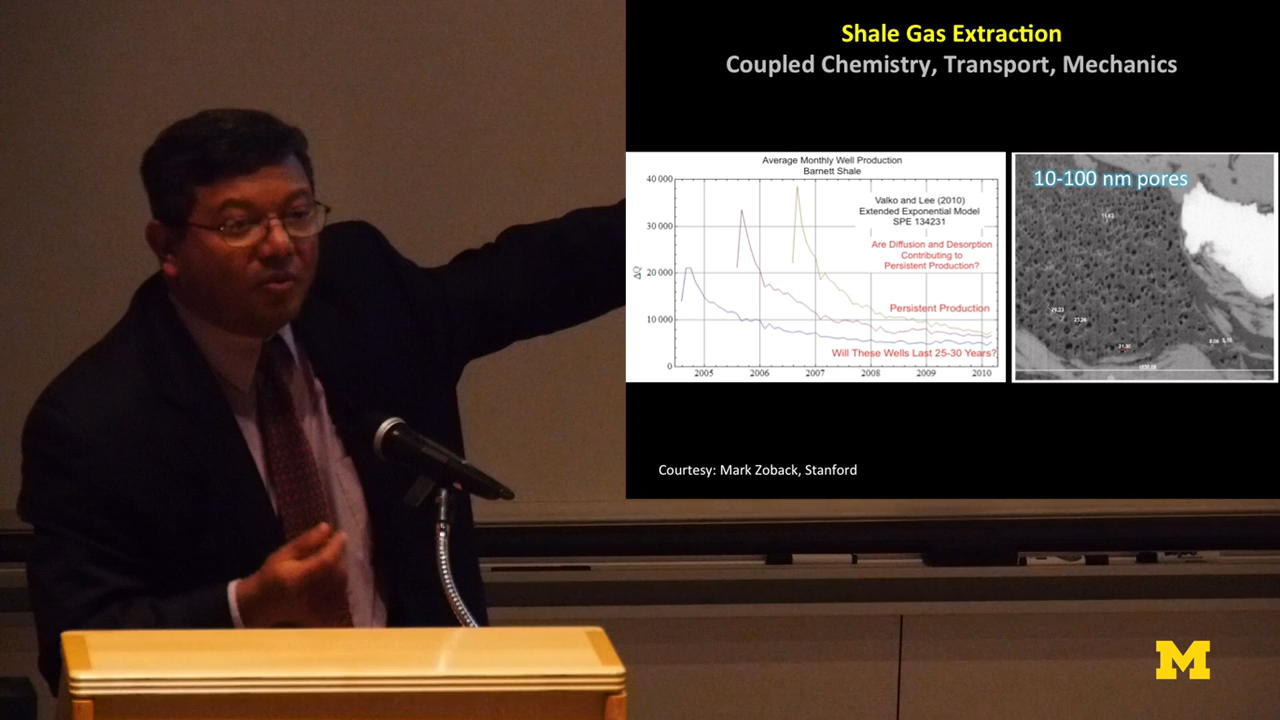 Shale Gas Extraction
Coupled Chemistry, Transport, Mechanics
Average Monthly Well Production
Barnett Shale
40 000
30 000
20 000
10 000
0
ΔQ
2005 2006 2007 2008 2009 2010
Valko and Lee (2010)
Extended Exponential Model
SPE 134231
Are Diffusion and Desorption
Contributing to
Persistent Production?
Persistent Production
Will These Wells Last 25-30 Years?
10-100 nm pores
Courtesy: Mark Zoback, Stanford
M